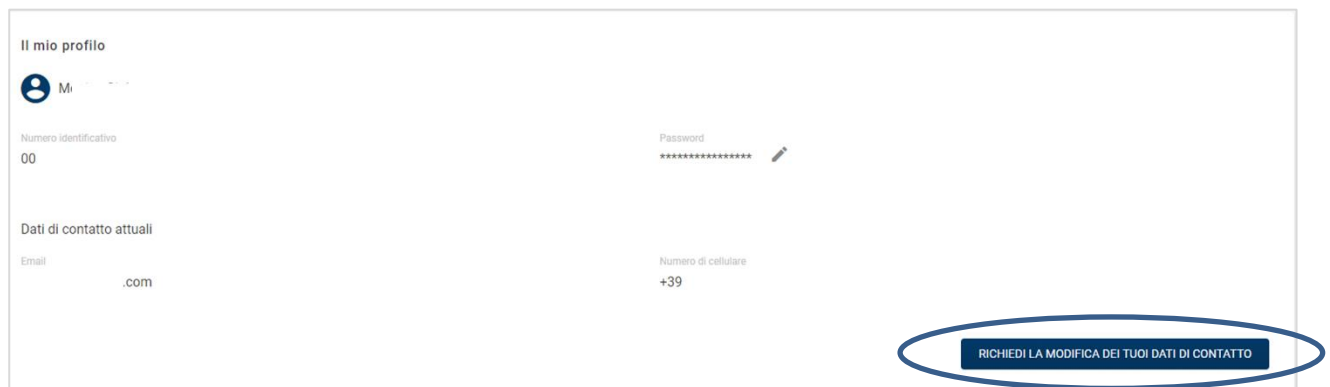 Il mio profilo
Numero identificativo
Password
00
****************
Dati di contatto attuali
Email
Numero di cellulare
.com
+39
RICHIEDI LA MODIFICA DEI TUOI DATI DI CONTATTO